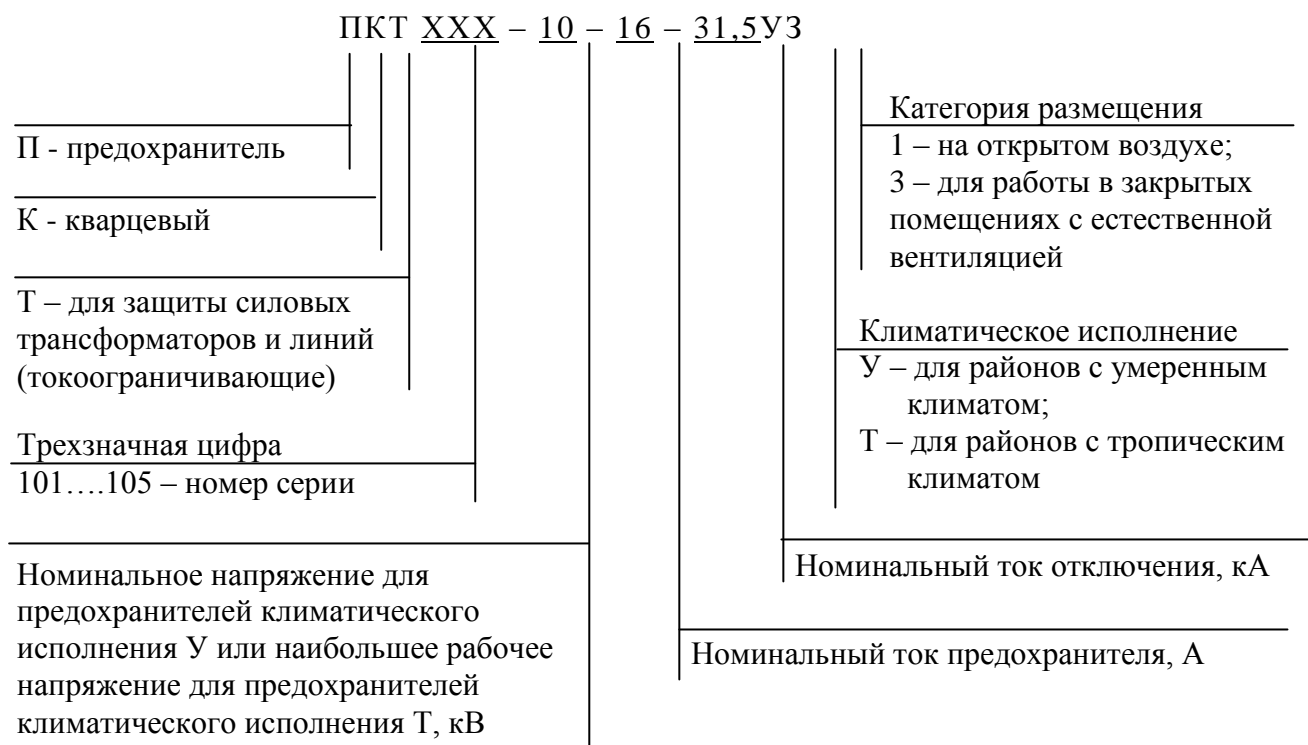 ПКТ ХХХ – 10 – 16 – 31,5УЗ
П - предохранитель
К - кварцевый
Т – для защиты силовых
трансформаторов и линий
(токоограничивающие)
Трехзначная цифра
101….105 – номер серии
Номинальное напряжение для
предохранителей климатического
исполнения У или наибольшее рабочее
напряжение для предохранителей
климатического исполнения Т, кВ
Категория размещения
1 – на открытом воздухе;
3 – для работы в закрытых
помещениях с естественной
вентиляцией
Климатическое исполнение
У – для районов с умеренным
климатом;
Т – для районов с тропическим
климатом
Номинальный ток отключения, кА
Номинальный ток предохранителя, А